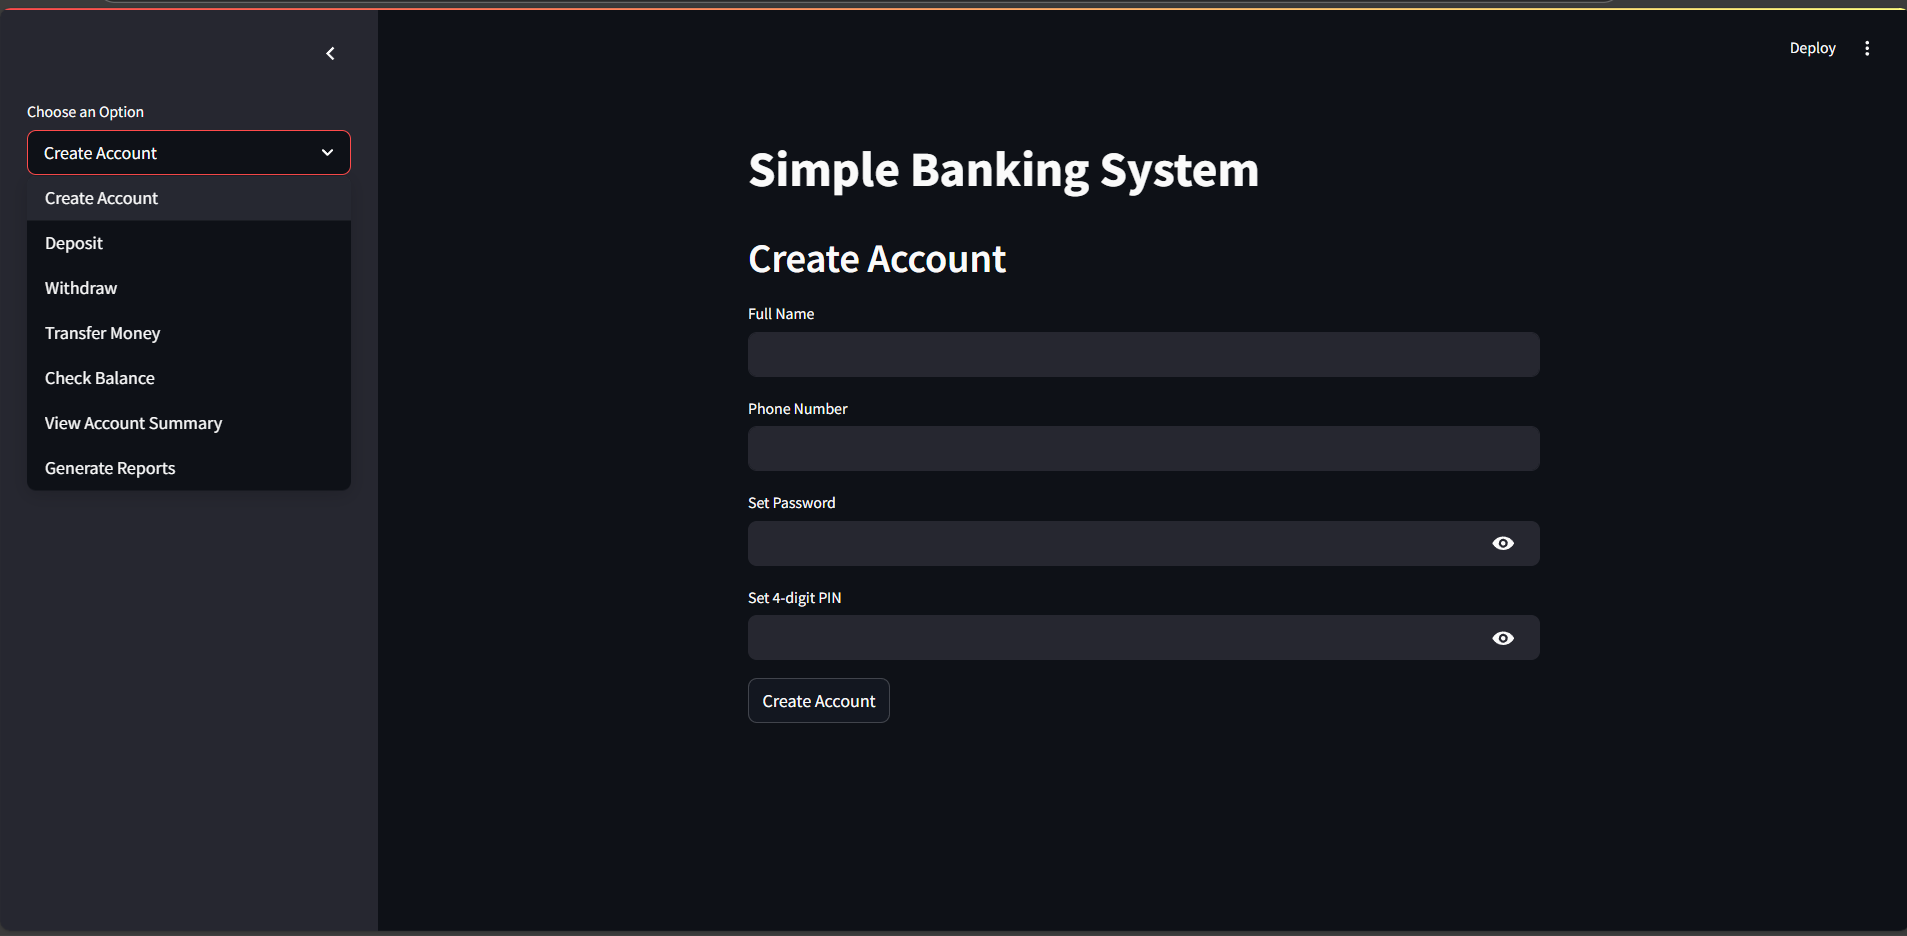 Deploy
Choose an Option
Create Account
Create Account
Deposit
Withdraw
Transfer Money
Check Balance
View Account Summary
Generate Reports
Simple Banking System
Create Account
Full Name
Phone Number
Set Password
Set 4-digit PIN
Create Account